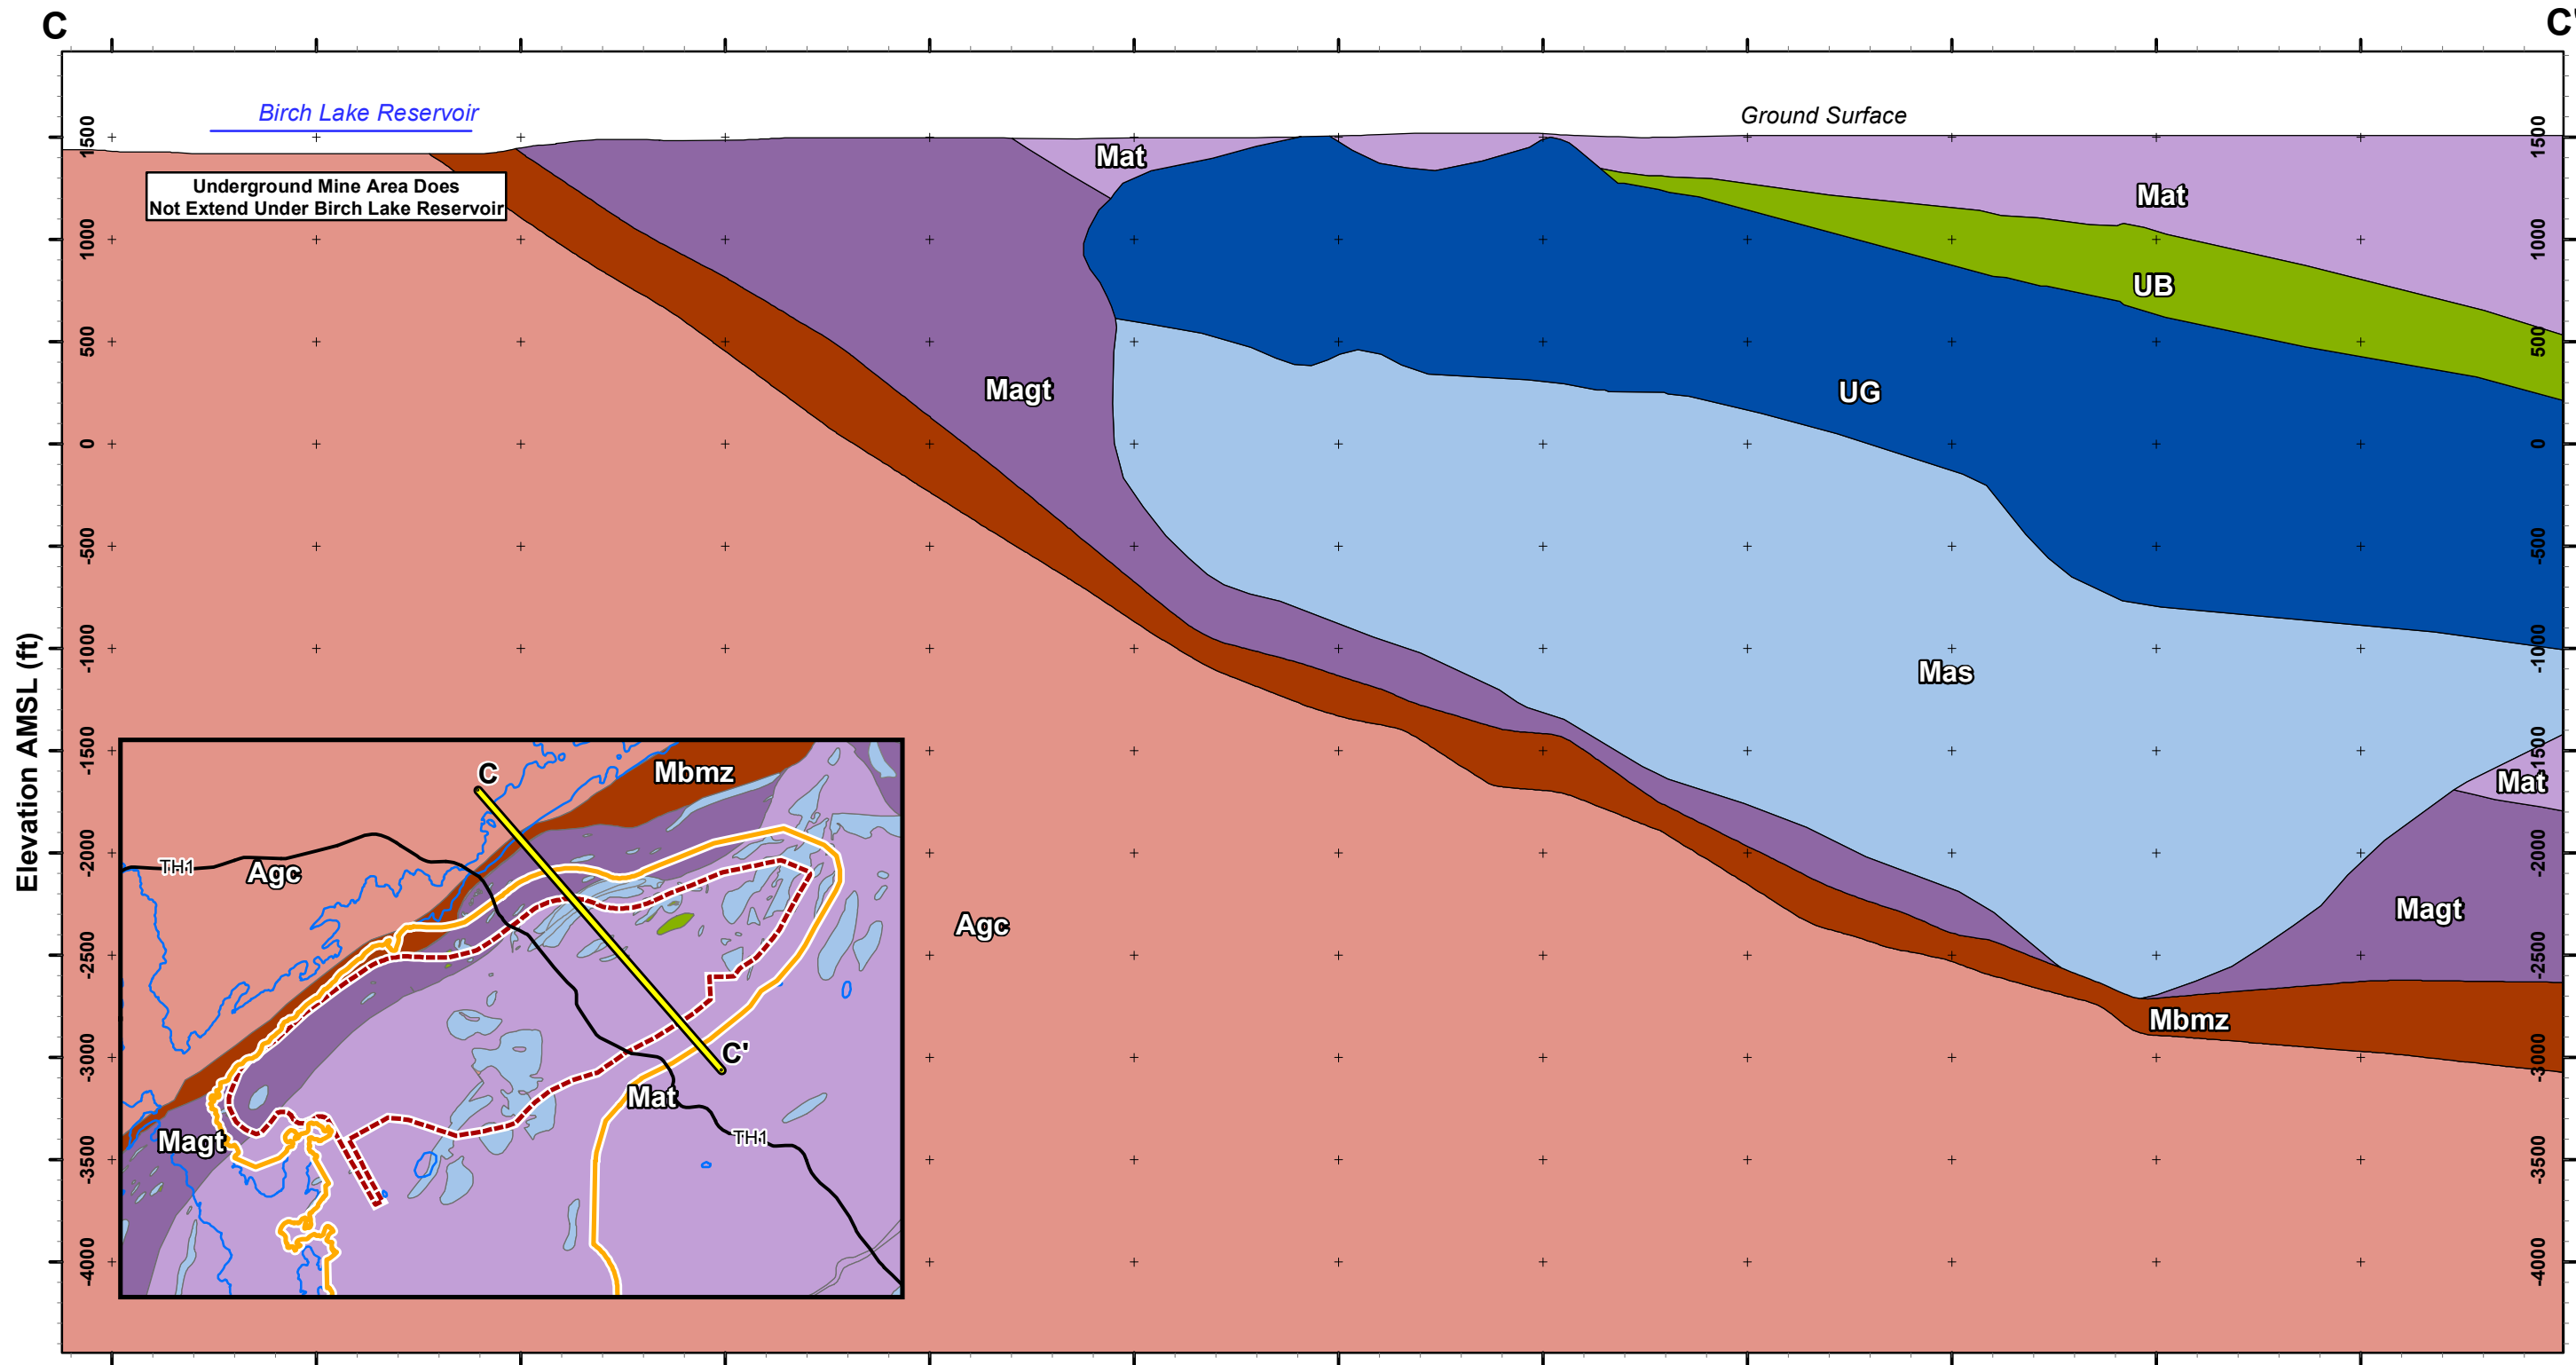 C
C'
Birch Lake Reservoir
Ground Surface
Underground Mine Area Does
Not Extend Under Birch Lake Reservoir
Mat
Mat
UB
Magt
UG
Mas
Mat
Magt
Mbmz
Agc
Elevation AMSL (ft)
1500
1000
500
0
-500
-1000
-1500
-2000
-2500
-3000
-3500
-4000
1500
1000
500
0
-500
-1000
-1500
-2000
-2500
-3000
-3500
-4000
C
Mbmz
TH1
Agc
C'
Mat
TH1
Magt